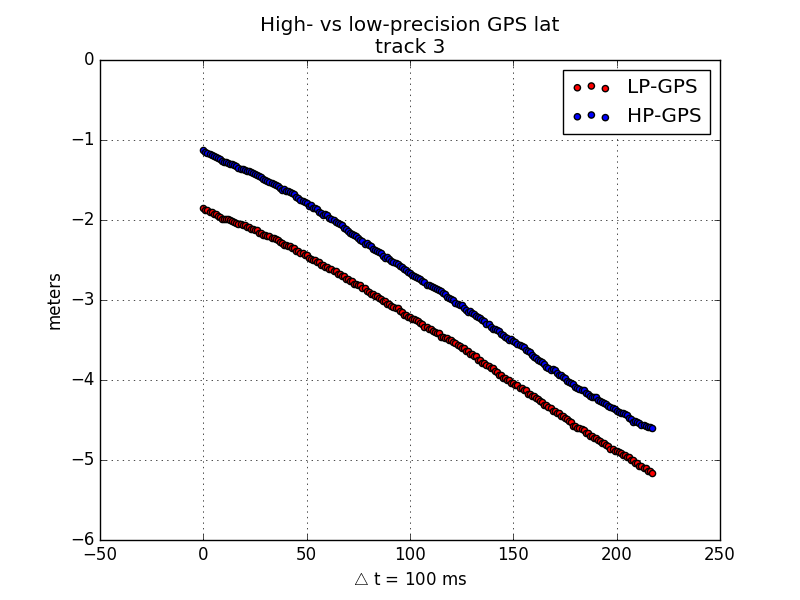 High- vs low-precision GPS lat
track 3
0
−1
−2
−3
−4
−5
−6
meters
LP-GPS
HP-GPS
−50
0
50
100
150
200
250
△ t = 100 ms